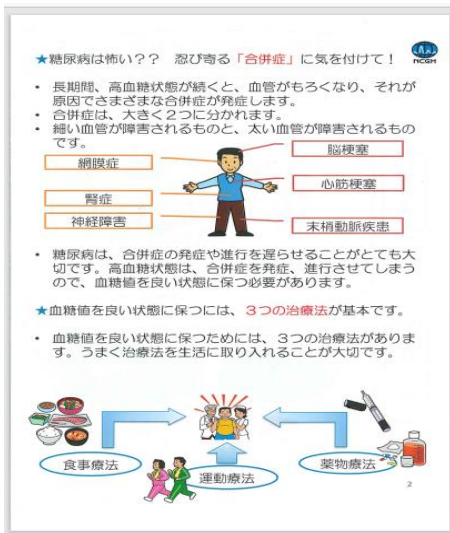 ★糖尿病は怖い?? 忍び寄る「合併症」に気を付けて!
NCGM
・ 長期間、高血糖状態が続くと、血管がもろくなり、それが
原因でさまざまな合併症が発症します。
・ 合併症は、大きく2つに分かれます。
・ 細い血管が障害されるものと、太い血管が障害されるもの
です。
網膜症
脳梗塞
腎症
心筋梗塞
神経障害
末梢動脈疾患
・ 糖尿病は、合併症の発症や進行を遅らせることがとても大
切です。高血糖状態は、合併症を発症、進行させてしまう
ので、血糖値を良い状態に保つ必要があります。
★血糖値を良い状態に保つには、3つの治療法が基本です。
・ 血糖値を良い状態に保つためには、3つの治療法がありま
す。うまく治療法を生活に取り入れることが大切です。
食事療法
運動療法
薬物療法
2